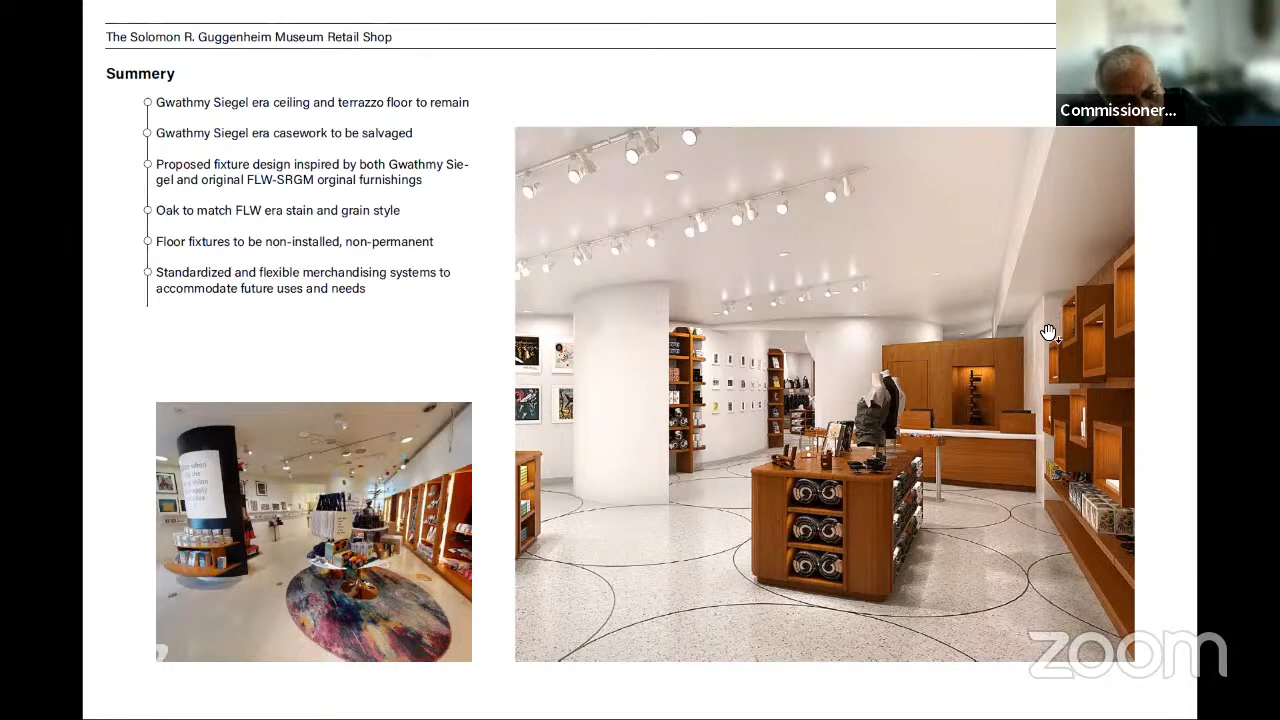 The Solomon R. Guggenheim Museum Retail Shop
Summery
Gwathmy Siegel era ceiling and terrazzo floor to remain
Gwathmy Siegel era casework to be salvaged
Proposed fixture design inspired by both Gwathmy Sie-
gel and original FLW-SRGM orginal furnishings
Oak to match FLW era stain and grain style
Floor fixtures to be non-installed, non-permanent
Standardized and flexible merchandising systems to
accommodate future uses and needs
Commissioner...
zoom